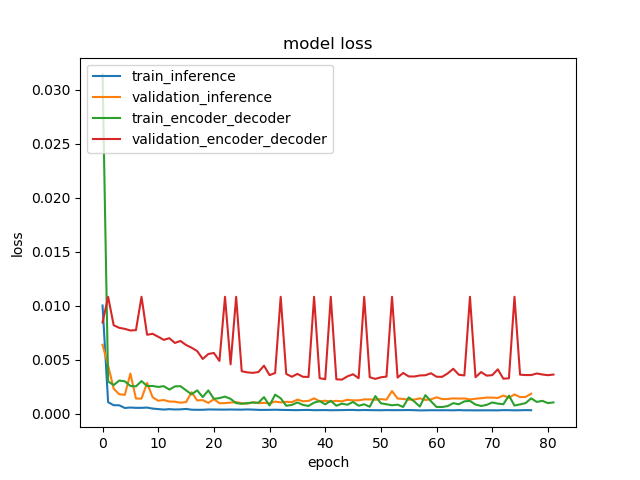 model loss
train_inference
validation_inference
train_encoder_decoder
validation_encoder_decoder
0.030
0.025
0.020
0.015
0.010
0.005
0.000
loss
0 10 20 30 40 50 60 70 80
epoch